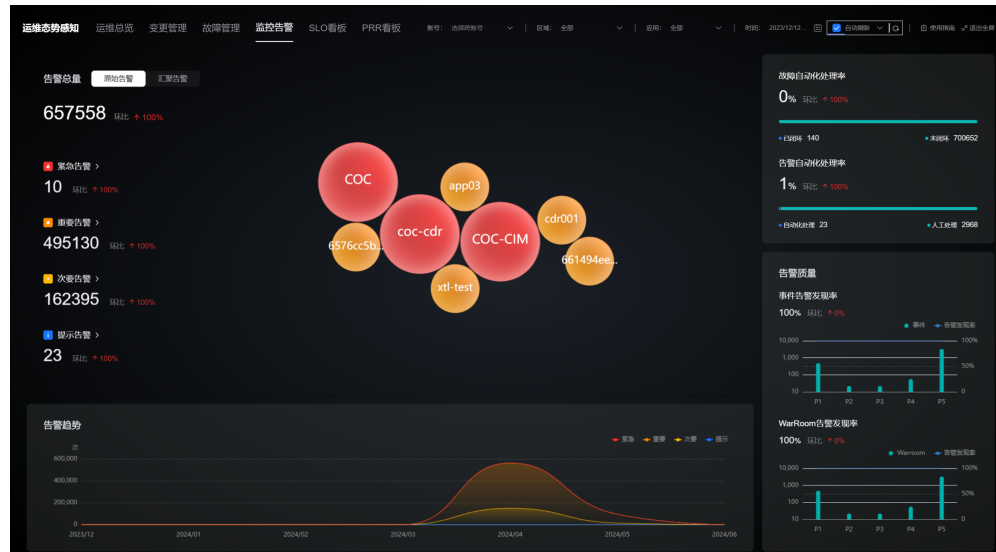 运维态势感知 运维总览 变更管理 故障管理 监控告警 SLO看板 PRR看板 账号: 选择跨账号 区域: 全部 应用: 全部 时间: 2023/12/12... 自动刷新 使用指南 退出全屏
告警总量 原始告警 汇聚告警
657558 环比 100%
紧急告警
10 环比 100%
重要告警
495130 环比 100%
次要告警
162395 环比 100%
提示告警
23 环比 100%
COC
app03
coc-cdr
COC-CIM
cdr001
6576cc5b...
661494ee...
xtl-test
故障自动化处理率
0% 环比 100%
已闭环 140 未闭环 700652
告警自动化处理率
1% 环比 100%
自动化处理 23 人工处理 2968
告警质量
事件告警发现率
100% 环比 0%
事件 告警发现率
10,000 100%
1,000
100 50%
10 0
P1 P2 P3 P4 P5
WarRoom告警发现率
100% 环比 0%
Warroom 告警发现率
10,000 100%
1,000
100 50%
10 0
P1 P2 P3 P4 P5
告警趋势
紧急 重要 次要 提示
次
600,000
400,000
200,000
0
2023/12 2024/01 2024/02 2024/03 2024/04 2024/05 2024/06